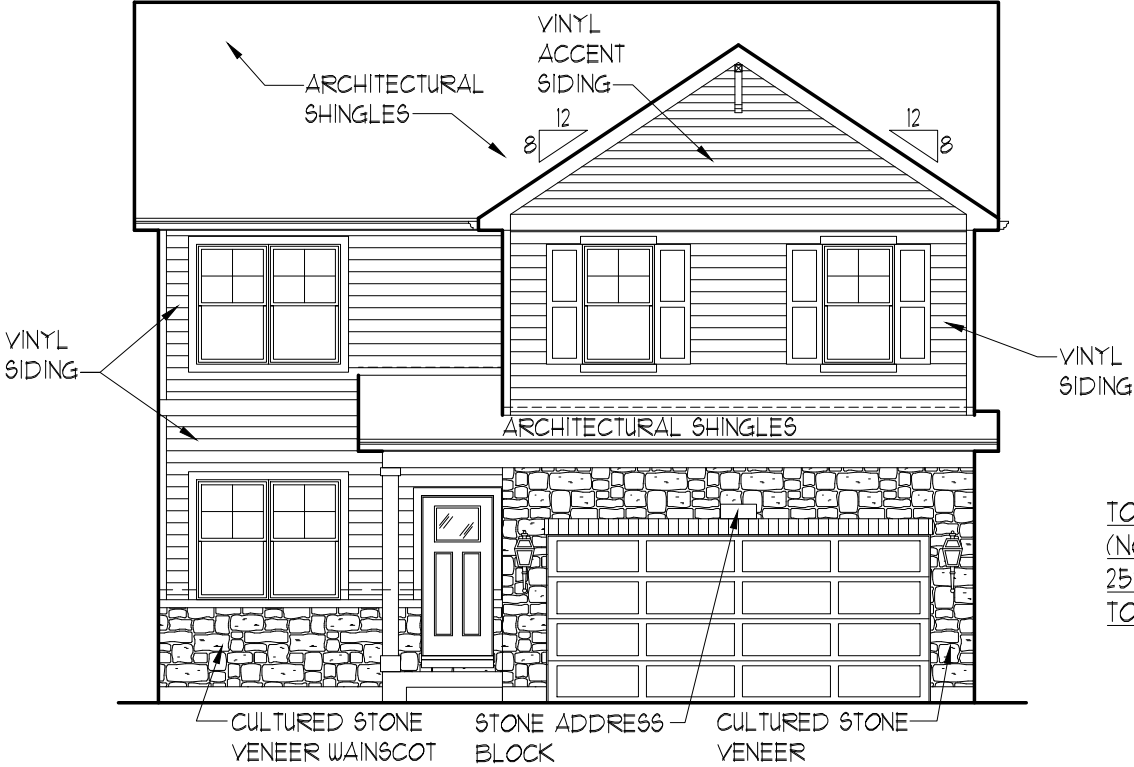 VINYL
ACCENT
SIDING
ARCHITECTURAL
SHINGLES
12
8
12
8
VINYL
SIDING
VINYL
SIDING
ARCHITECTURAL SHINGLES
25
CULTURED STONE
VENEER WAINSCOT
STONE ADDRESS
BLOCK
CULTURED STONE
VENEER